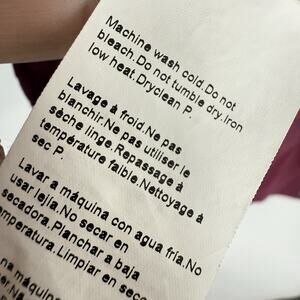 Machine wash cold.Do not
bleach.Do not tumble dry.Iron
low heat.Dryclean P.
Lavage à froid.Ne pas
blanchir.Ne pas utiliser le
sèche linge.Repassage à
température faible.Nettoyage à
sec P.
Lavar a máquina con agua fría.No
usar lejía.No secar en
secadora.Planchar a baja
temperatura.Limpiar en seco
na máquina